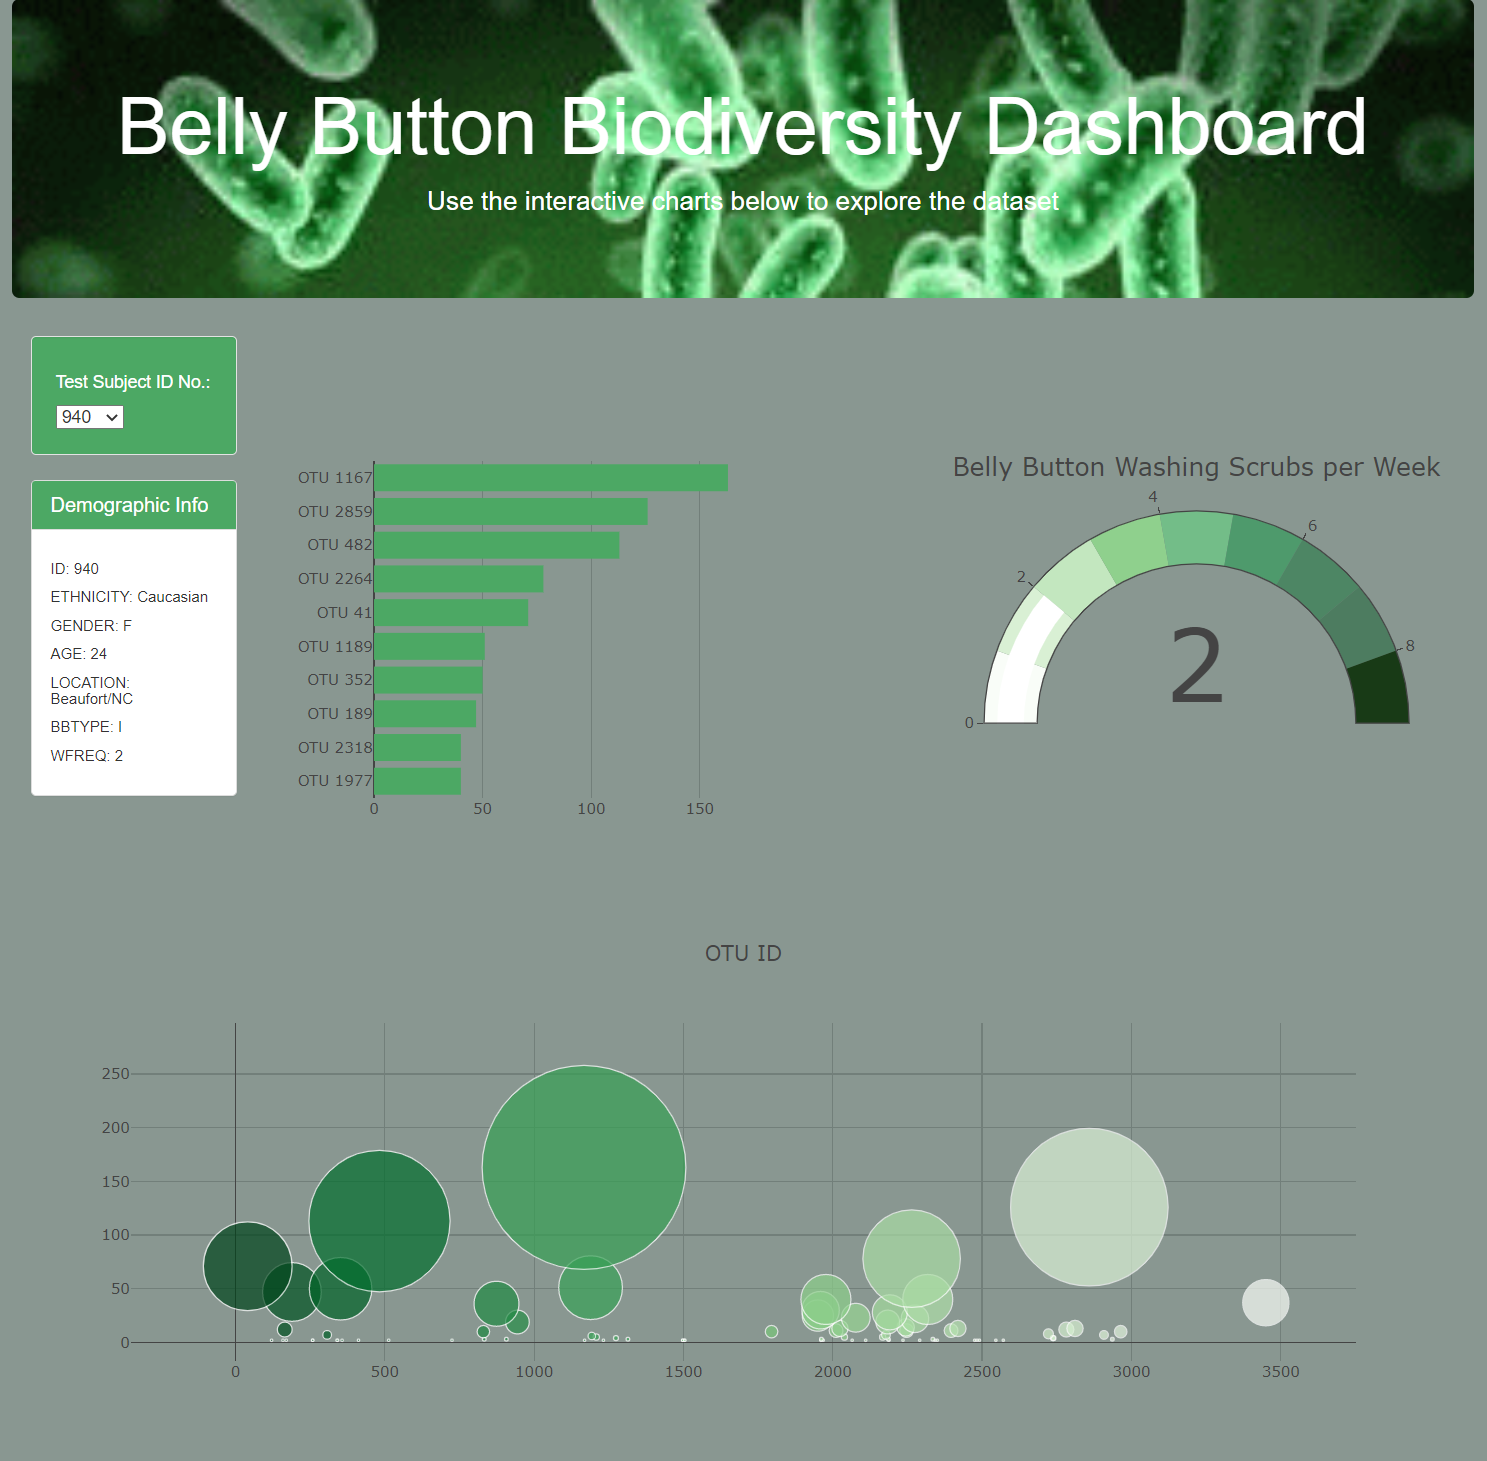 Belly Button Biodiversity Dashboard
Use the interactive charts below to explore the dataset
Test Subject ID No.:
940
Demographic Info
ID: 940
ETHNICITY: Caucasian
GENDER: F
AGE: 24
LOCATION:
Beaufort/NC
BBTYPE: I
WFREQ: 2
OTU 1167
OTU 2859
OTU 482
OTU 2264
OTU 41
OTU 1189
OTU 352
OTU 189
OTU 2318
OTU 1977
0 50 100 150
Belly Button Washing Scrubs per Week
0
2
4
6
8
2
OTU ID
250
200
150
100
50
0
0 500 1000 1500 2000 2500 3000 3500